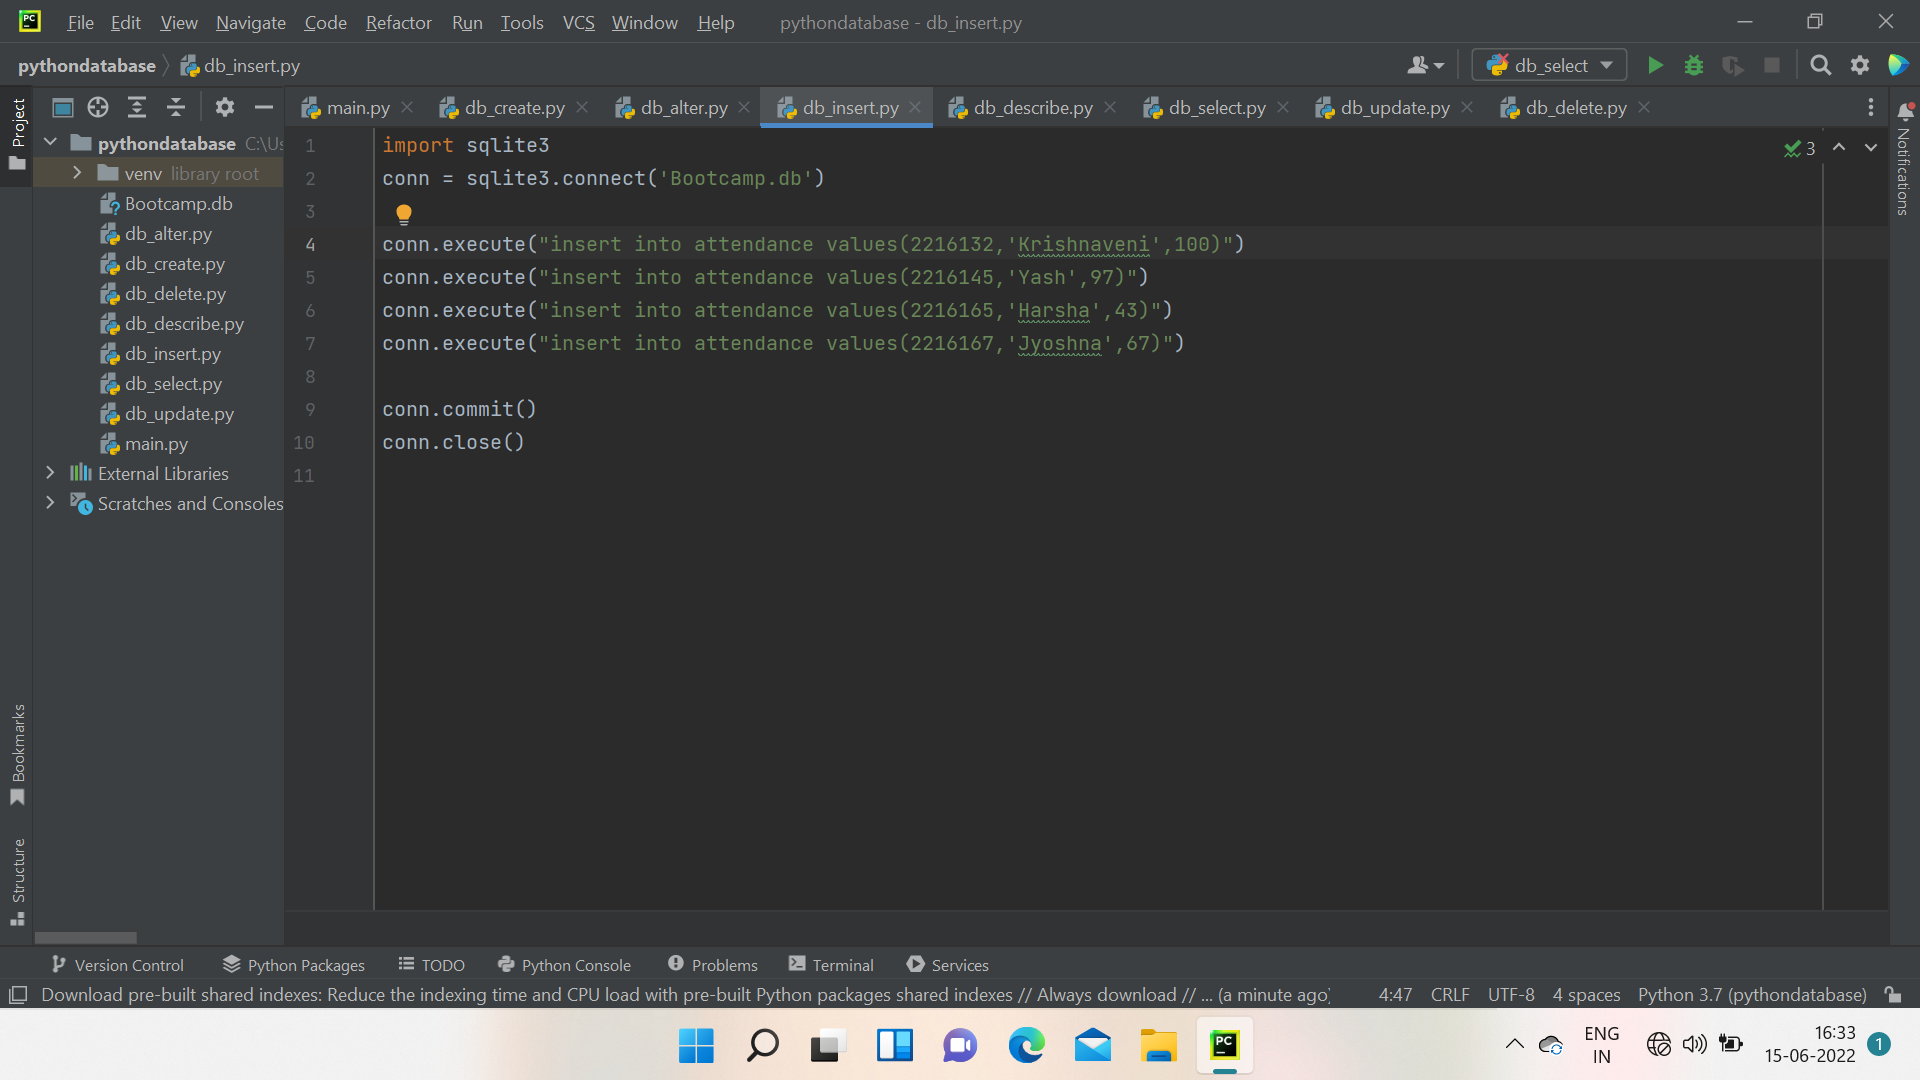 PC File Edit View Navigate Code Refactor Run Tools VCS Window Help pythondatabase - db_insert.py
pythondatabase db_insert.py db_select
main.py db_create.py db_alter.py db_insert.py db_describe.py db_select.py db_update.py db_delete.py
Project
pythondatabase C:\Us
venv library root
Bootcamp.db
db_alter.py
db_create.py
db_delete.py
db_describe.py
db_insert.py
db_select.py
db_update.py
main.py
External Libraries
Scratches and Consoles
Bookmarks
Structure
1 import sqlite3
2 conn = sqlite3.connect('Bootcamp.db')
3
4 conn.execute("insert into attendance values(2216132,'Krishnaveni',100)")
5 conn.execute("insert into attendance values(2216145,'Yash',97)")
6 conn.execute("insert into attendance values(2216165,'Harsha',43)")
7 conn.execute("insert into attendance values(2216167,'Jyoshna',67)")
8
9 conn.commit()
10 conn.close()
11
3
Notifications
Version Control Python Packages TODO Python Console Problems Terminal Services
Download pre-built shared indexes: Reduce the indexing time and CPU load with pre-built Python packages shared indexes // Always download // ... (a minute ago) 4:47 CRLF UTF-8 4 spaces Python 3.7 (pythondatabase)
PC
ENG
IN
16:33
15-06-2022
1